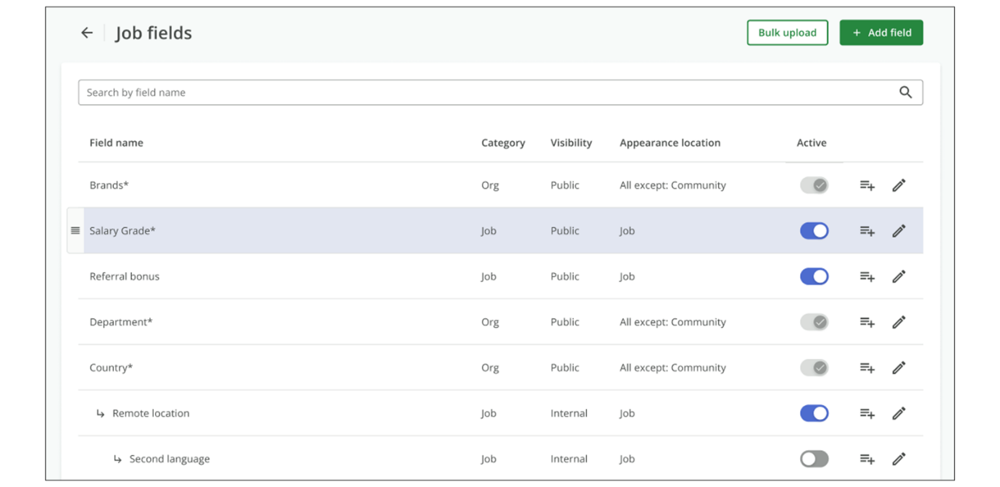 Job fields
Bulk upload
+ Add field
Search by field name
Field name Category Visibility Appearance location Active
Brands* Org Public All except: Community
Salary Grade* Job Public Job
Referral bonus Job Public Job
Department* Org Public All except: Community
Country* Org Public All except: Community
Remote location Job Internal Job
Second language Job Internal Job